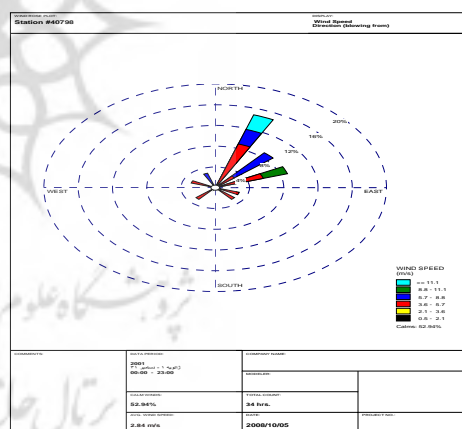 WIND ROSE PLOT:
Station #40798
DISPLAY:
Wind Speed
Direction (blowing from)
NORTH
20%
16%
12%
8%
4%
WEST
EAST
SOUTH
WIND SPEED
(m/s)
>= 11.1
8.8 - 11.1
5.7 - 8.8
3.6 - 5.7
2.1 - 3.6
0.5 - 2.1
Calms: 52.94%
COMMENTS:
DATA PERIOD:
2001
00:00 - 23:00
COMPANY NAME:
MODELER:
CALM WINDS:
52.94%
TOTAL COUNT:
34 hrs.
AVG. WIND SPEED:
2.84 m/s
DATE:
2008/10/05
PROJECT NO.: